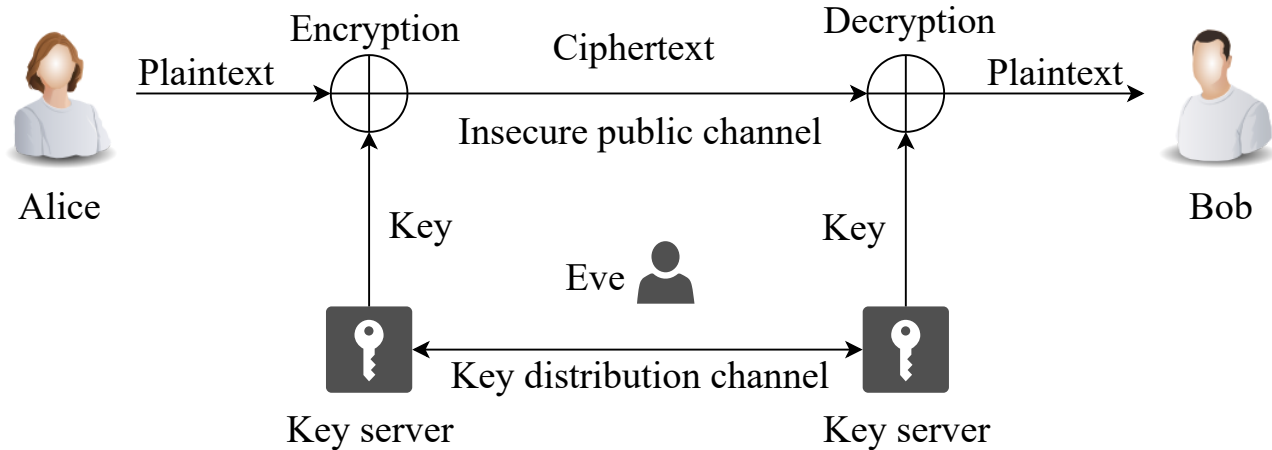 Encryption
Ciphertext
Decryption
Plaintext
Plaintext
Insecure public channel
Alice
Bob
Key
Key
Eve
Key distribution channel
Key server
Key server